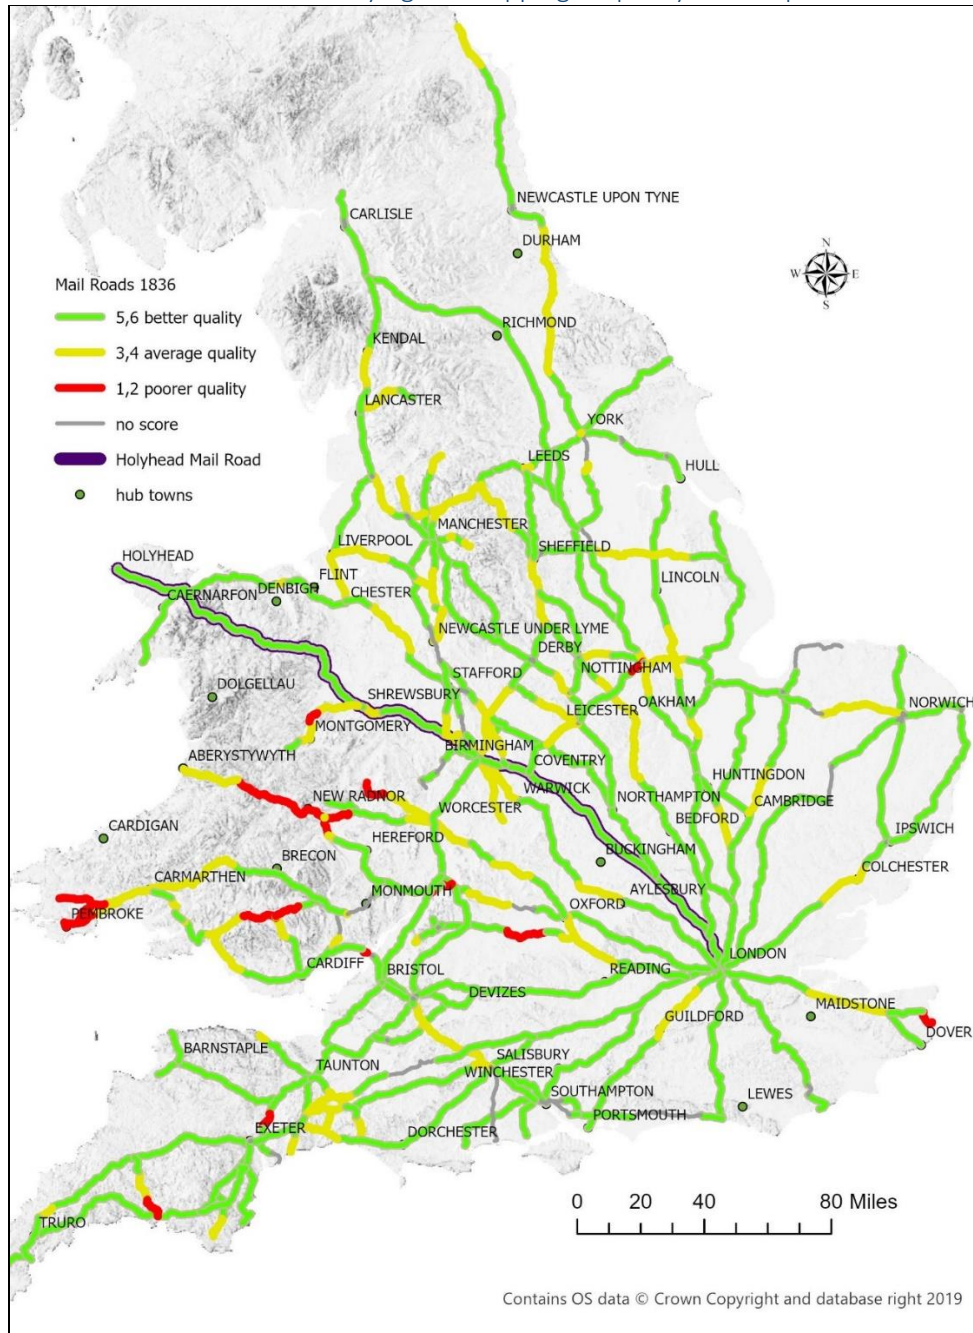 NEWCASTLE UPON TYNE
CARLISLE
DURHAM
N
W E
S
Mail Roads 1836
5,6 better quality
3,4 average quality
1,2 poorer quality
no score
Holyhead Mail Road
hub towns
RICHMOND
KENDAL
LANCASTER
YORK
LEEDS
HULL
MANCHESTER
LIVERPOOL
SHEFFIELD
HOLYHEAD
FLINT
LINCOLN
DENBIGH
CHESTER
CAERNARFON
NEWCASTLE UNDER LYME
DERBY
STAFFORD
NOTTINGHAM
DOLGELLAU
SHREWSBURY
OAKHAM
NORWICH
LEICESTER
MONTGOMERY
BIRMINGHAM
ABERYSTWYTH
COVENTRY
HUNTINGDON
WARWICK
NEW RADNOR
CAMBRIDGE
WORCESTER
NORTHAMPTON
BEDFORD
CARDIGAN
HEREFORD
IPSWICH
BUCKINGHAM
BRECON
COLCHESTER
CARMARTHEN
MONMOUTH
AYLESBURY
OXFORD
PEMBROKE
LONDON
CARDIFF
BRISTOL
READING
DEVIZES
MAIDSTONE
GUILDFORD
DOVER
BARNSTAPLE
SALISBURY
TAUNTON
WINCHESTER
SOUTHAMPTON
LEWES
PORTSMOUTH
EXETER
DORCHESTER
TRURO
0 20 40 80 Miles
Contains OS data © Crown Copyright and database right 2019